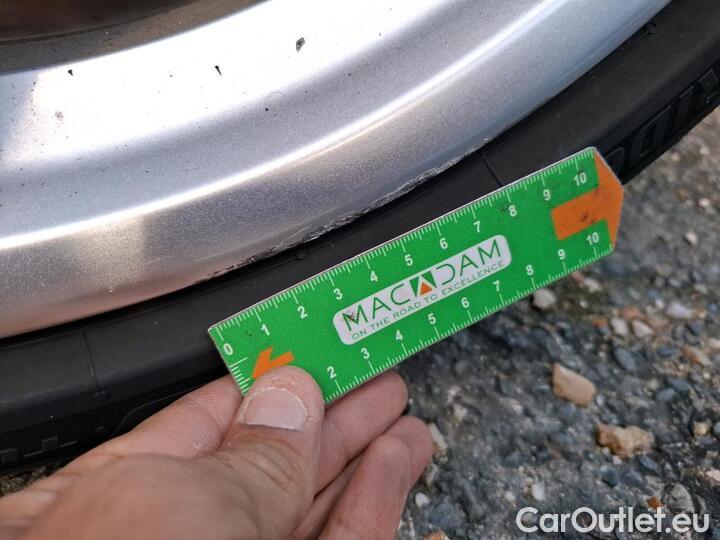 0 1 2 3 4 5 6 7 8 9 10
MACADAM
ON THE ROAD TO EXCELLENCE
2 3 4 5 6 7 8 9 10
CarOutlet.eu